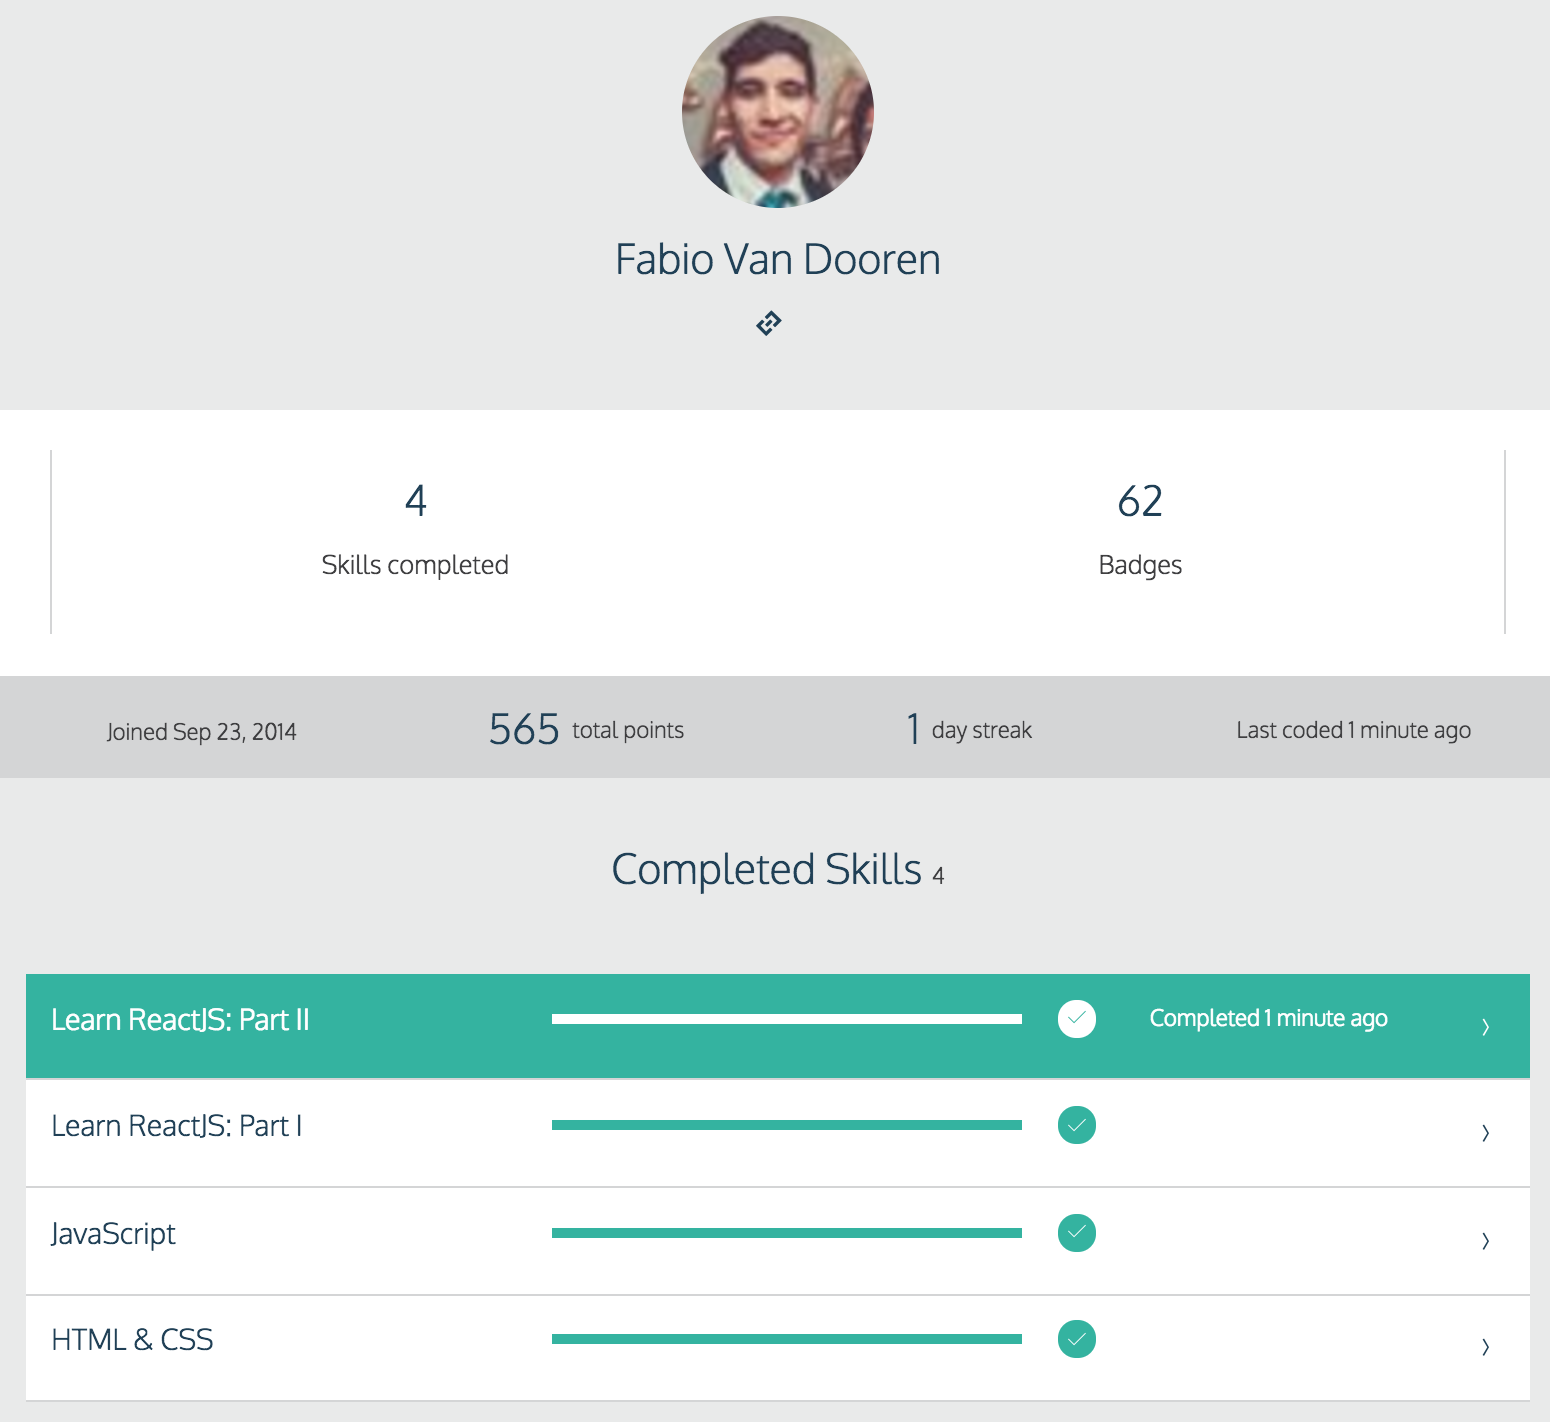 Fabio Van Dooren
4
Skills completed
62
Badges
Joined Sep 23, 2014
565 total points
1 day streak
Last coded 1 minute ago
Completed Skills 4
Learn ReactJS: Part II
Completed 1 minute ago
Learn ReactJS: Part I
JavaScript
HTML & CSS